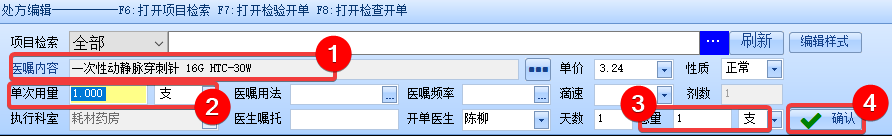 处方编辑——————F6: 打开项目检索 F7: 打开检验开单 F8: 打开检查开单
项目检索 全部 ... 刷新 编辑样式
1
医嘱内容 一次性动静脉穿刺针 16G HTC-30W 单价 3.24 性质 正常
单次用量 1.000 支 2 医嘱用法 ... 医嘱频率 ... 滴速 剂数 1
3 4
执行科室 耗材药房 医生嘱托 开单医生 陈柳 天数 1 总量 1 支 确认